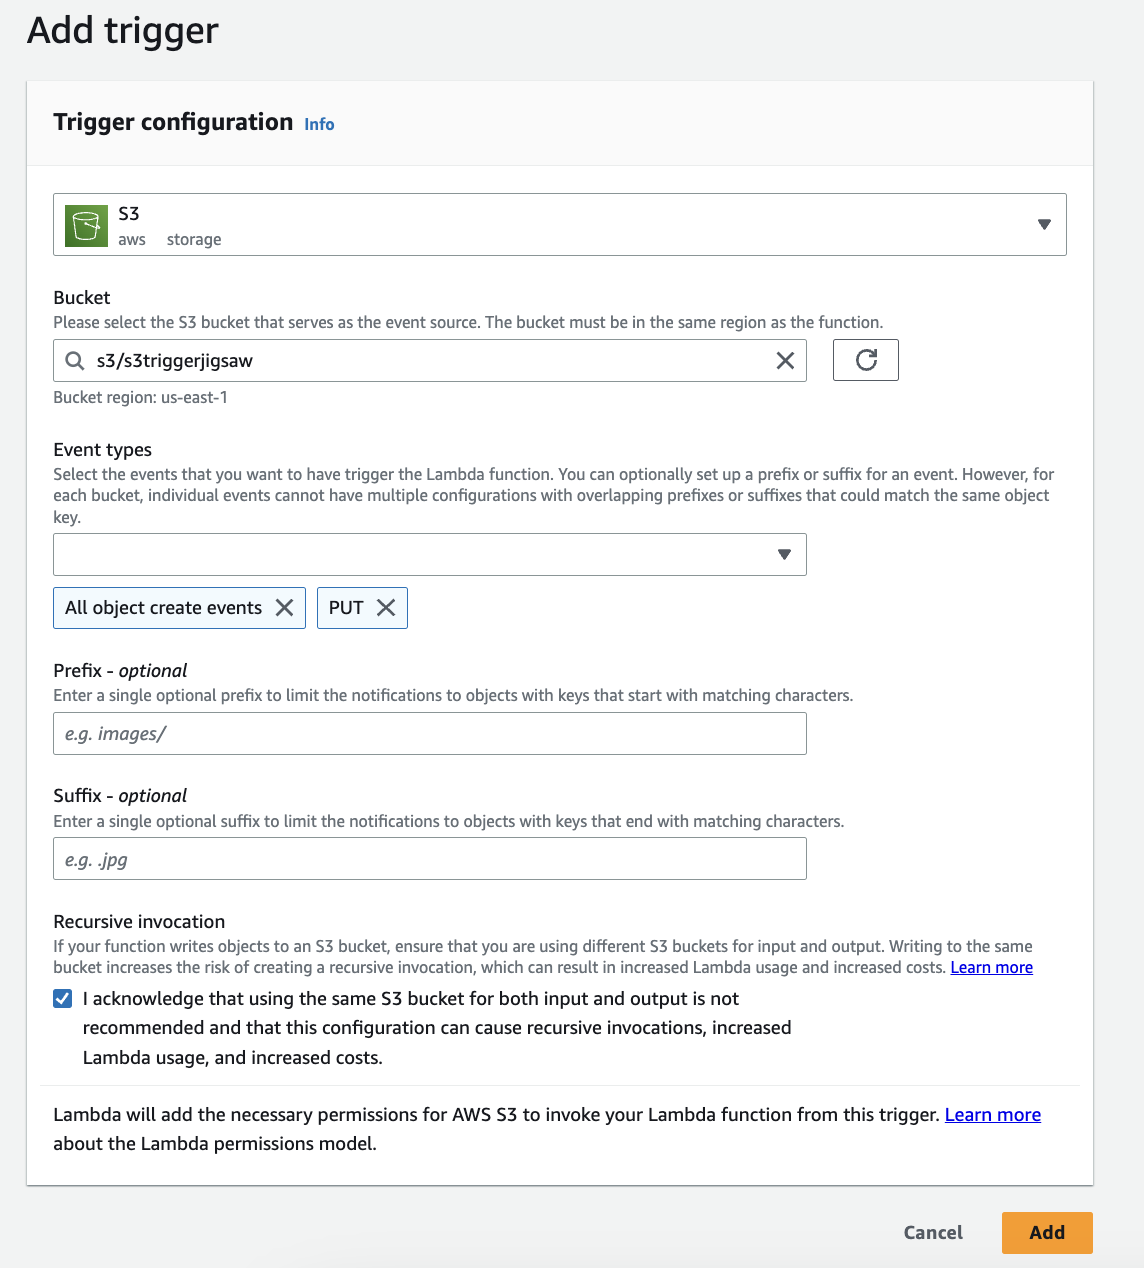 Add trigger
Trigger configuration Info
S3
aws storage
Bucket
Please select the S3 bucket that serves as the event source. The bucket must be in the same region as the function.
s3/s3triggerjigsaw
Bucket region: us-east-1
Event types
Select the events that you want to have trigger the Lambda function. You can optionally set up a prefix or suffix for an event. However, for
each bucket, individual events cannot have multiple configurations with overlapping prefixes or suffixes that could match the same object
key.
All object create events PUT
Prefix - optional
Enter a single optional prefix to limit the notifications to objects with keys that start with matching characters.
e.g. images/
Suffix - optional
Enter a single optional suffix to limit the notifications to objects with keys that end with matching characters.
e.g. .jpg
Recursive invocation
If your function writes objects to an S3 bucket, ensure that you are using different S3 buckets for input and output. Writing to the same
bucket increases the risk of creating a recursive invocation, which can result in increased Lambda usage and increased costs. Learn more
I acknowledge that using the same S3 bucket for both input and output is not
recommended and that this configuration can cause recursive invocations, increased
Lambda usage, and increased costs.
Lambda will add the necessary permissions for AWS S3 to invoke your Lambda function from this trigger. Learn more
about the Lambda permissions model.
Cancel Add